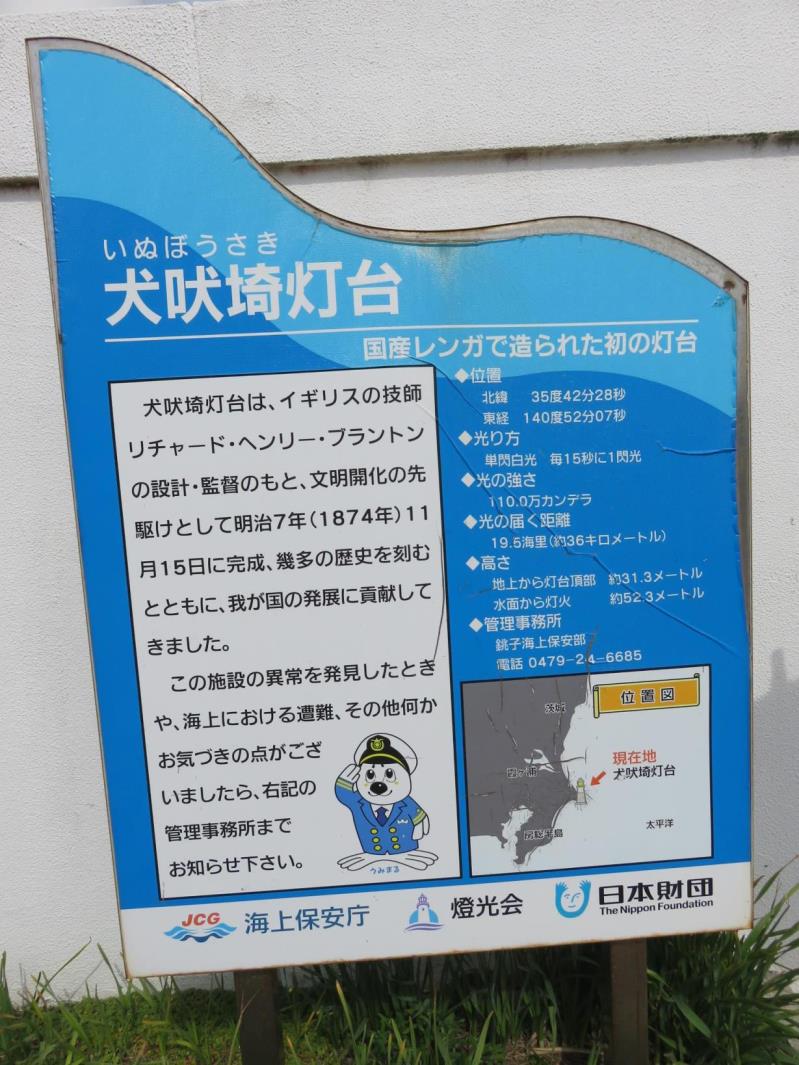 いぬぼうさき
犬吠埼灯台
国産レンガで造られた初の灯台
犬吠埼灯台は、イギリスの技師
リチャード・ヘンリー・ブラントン
の設計・監督のもと、文明開化の先
駆けとして明治7年(1874年)11
月15日に完成、幾多の歴史を刻む
とともに、我が国の発展に貢献して
きました。
この施設の異常を発見したとき
や、海上における遭難、その他何か
お気づきの点がござ
いましたら、右記の
管理事務所まで
お知らせ下さい。
うみまる
◆位置
北緯 35度42分28秒
東経 140度52分07秒
◆光り方
単閃白光 毎15秒に1閃光
◆光の強さ
110.0万カンデラ
◆光の届く距離
19.5海里(約36キロメートル)
◆高さ
地上から灯台頂部 約31.3メートル
水面から灯火 約52.3メートル
◆管理事務所
銚子海上保安部
電話 0479-24-6685
位置図
茨城
霞ヶ浦
現在地
犬吠埼灯台
房総半島
太平洋
JCG 海上保安庁
燈光会
日本財団
The Nippon Foundation